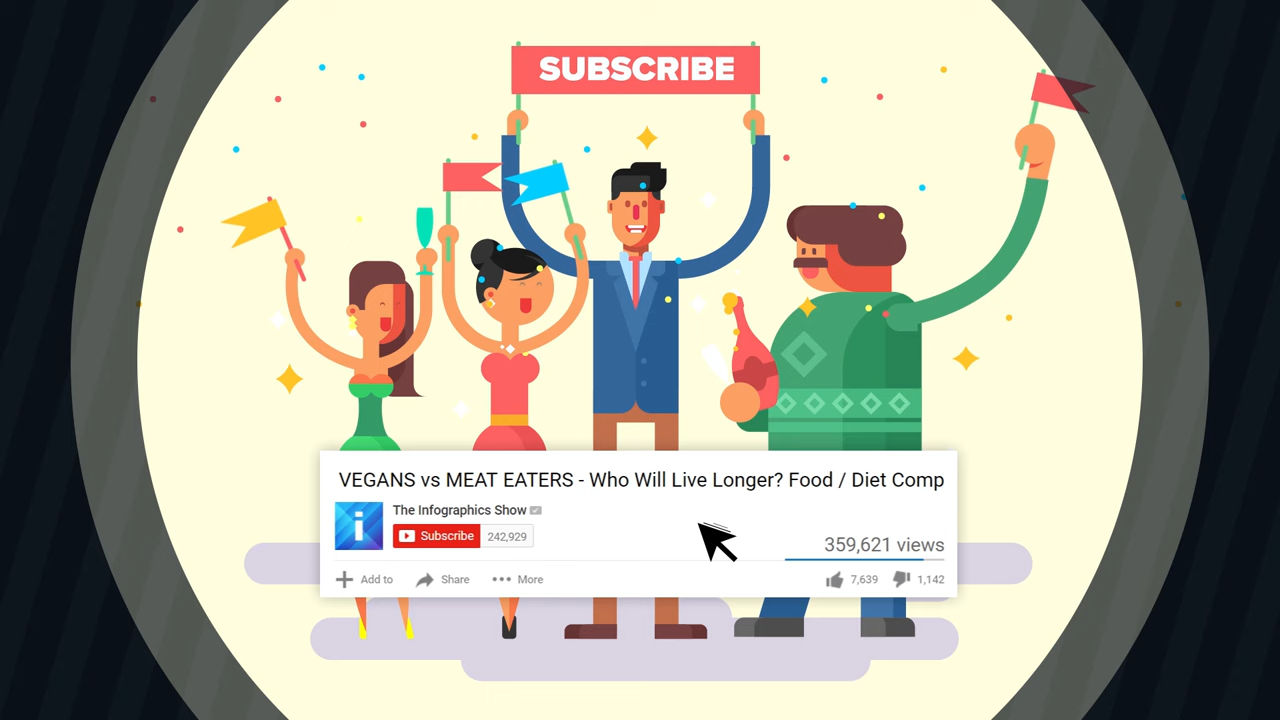 SUBSCRIBE
VEGANS vs MEAT EATERS - Who Will Live Longer? Food / Diet Comp
i
The Infographics Show
Subscribe 242,929
359,621 views
Add to Share More 7,639 1,142